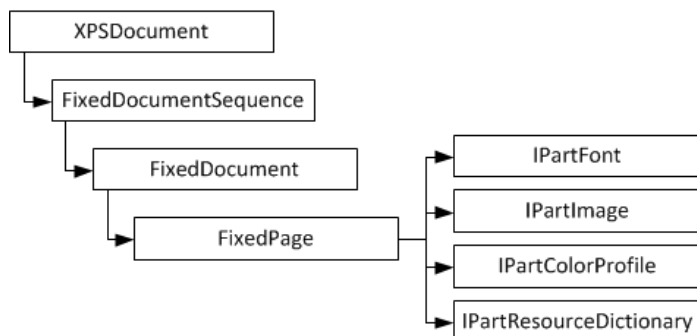 XPSDocument
FixedDocumentSequence
FixedDocument
FixedPage
IPartFont
IPartImage
IPartColorProfile
IPartResourceDictionary